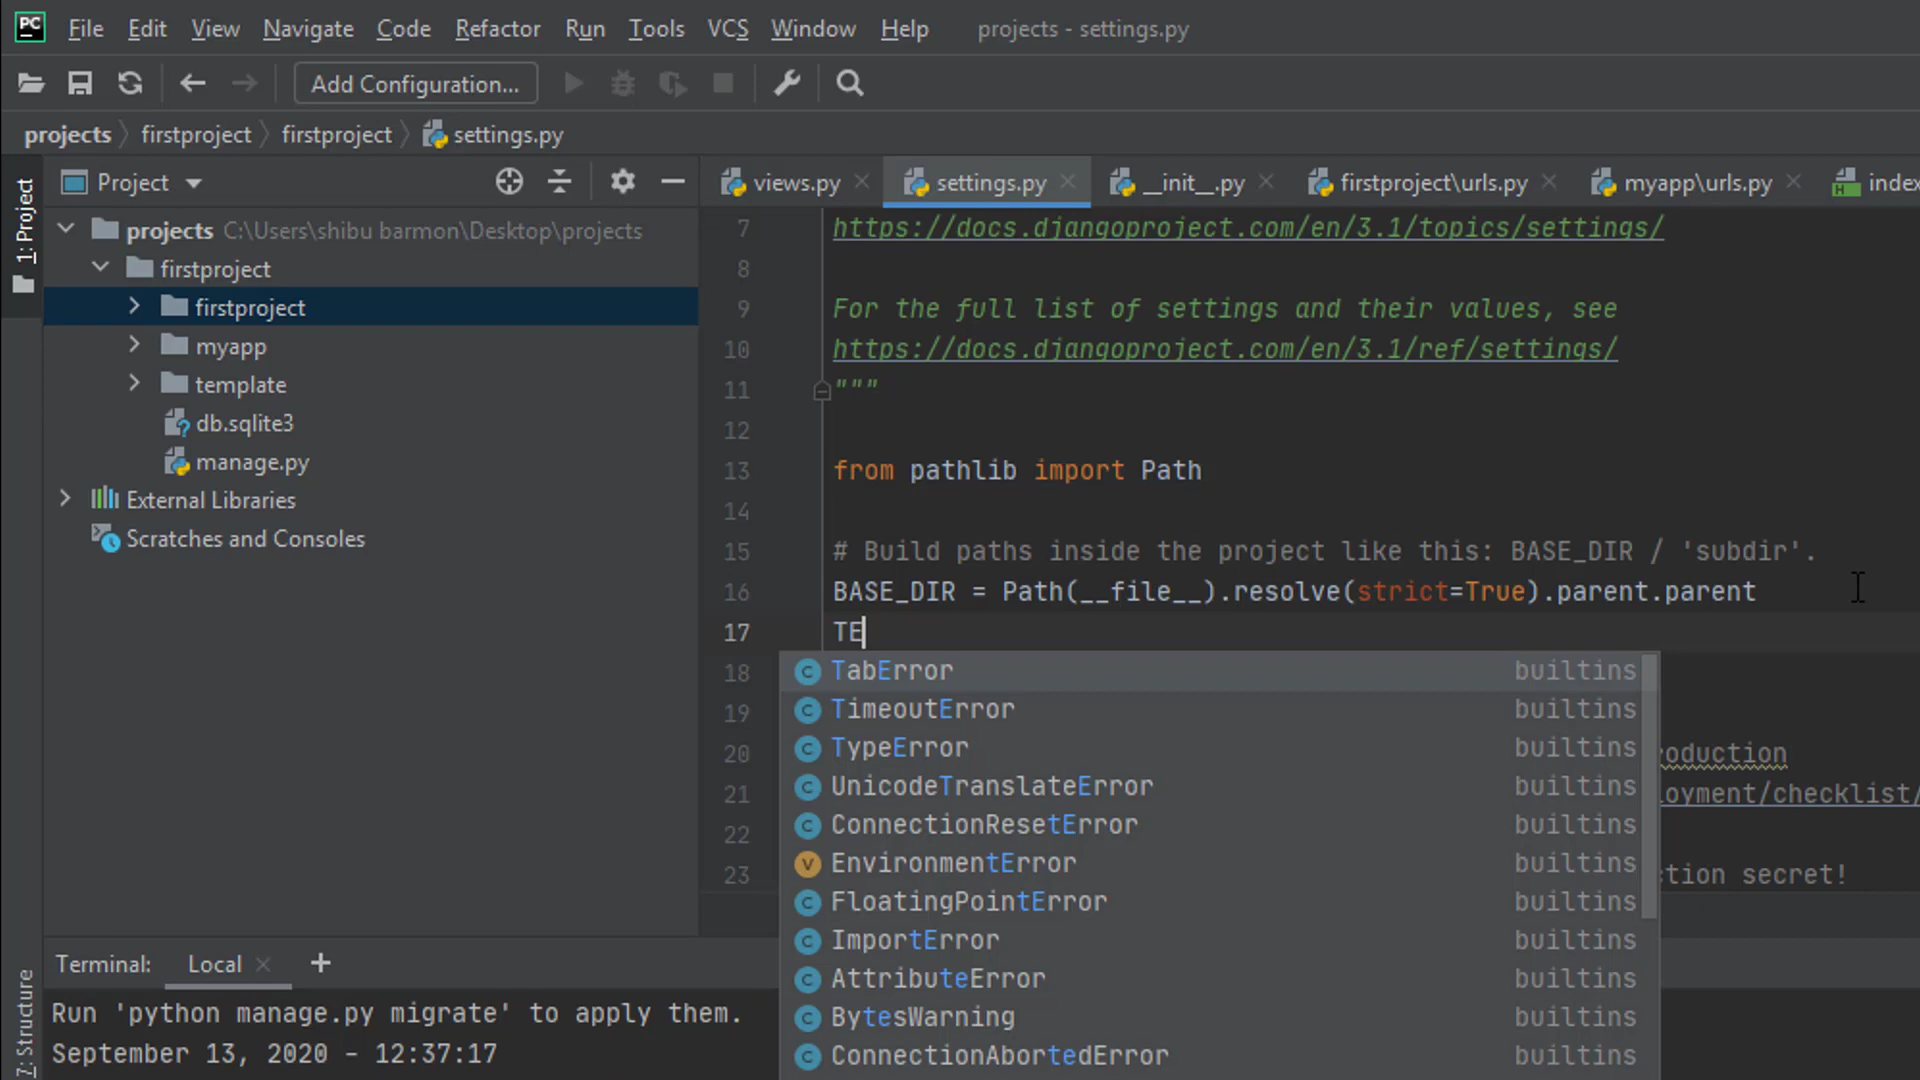 PC File Edit View Navigate Code Refactor Run Tools VCS Window Help projects - settings.py
Add Configuration...
projects firstproject firstproject settings.py
1: Project
Project
views.py settings.py __init__.py firstproject\urls.py myapp\urls.py index
projects C:\Users\shibu barmon\Desktop\projects
firstproject
firstproject
myapp
template
db.sqlite3
manage.py
External Libraries
Scratches and Consoles
7 https://docs.djangoproject.com/en/3.1/topics/settings/
8
9 For the full list of settings and their values, see
10 https://docs.djangoproject.com/en/3.1/ref/settings/
11 """
12
13 from pathlib import Path
14
15 # Build paths inside the project like this: BASE_DIR / 'subdir'.
16 BASE_DIR = Path(__file__).resolve(strict=True).parent.parent
17 TE
18
19
20 roduction
21 loyment/checklist/
22
23 ction secret!
TabError builtins
TimeoutError builtins
TypeError builtins
UnicodeTranslateError builtins
ConnectionResetError builtins
EnvironmentError builtins
FloatingPointError builtins
ImportError builtins
AttributeError builtins
BytesWarning builtins
ConnectionAbortedError builtins
7: Structure
Terminal: Local +
Run 'python manage.py migrate' to apply them.
September 13, 2020 - 12:37:17